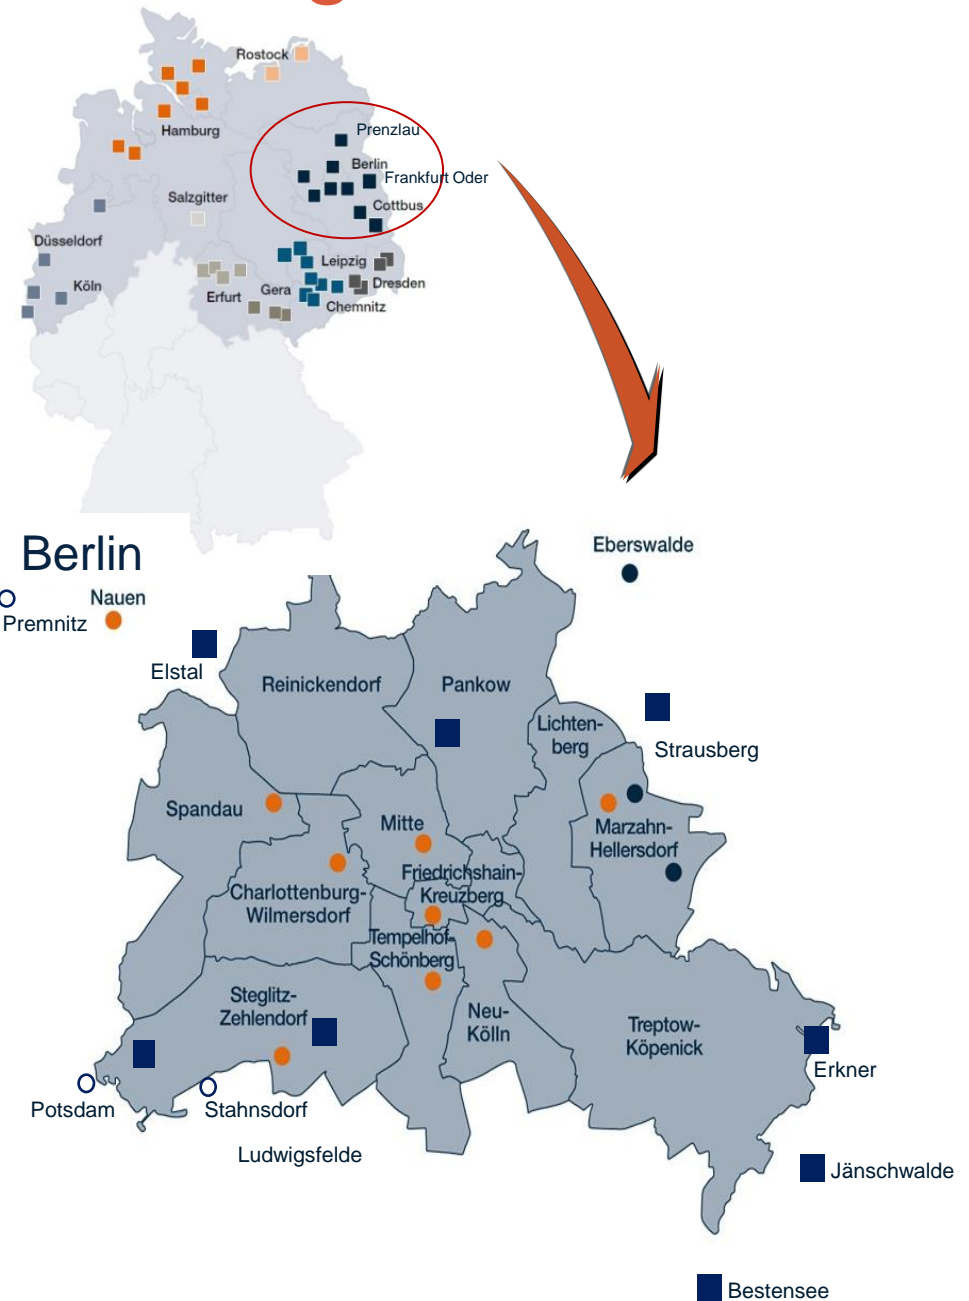 Rostock
Prenzlau
Hamburg
Berlin
Frankfurt Oder
Salzgitter
Cottbus
Düsseldorf
Leipzig
Köln
Gera
Dresden
Erfurt
Chemnitz
Berlin
Eberswalde
Nauen
Premnitz
Elstal
Reinickendorf
Pankow
Lichten-
berg
Strausberg
Spandau
Mitte
Marzahn-
Hellersdorf
Friedrichshain-
Kreuzberg
Charlottenburg-
Wilmersdorf
Tempelhof-
Schönberg
Steglitz-
Zehlendorf
Neu-
Kölln
Treptow-
Köpenick
Erkner
Potsdam
Stahnsdorf
Ludwigsfelde
Jänschwalde
Bestensee